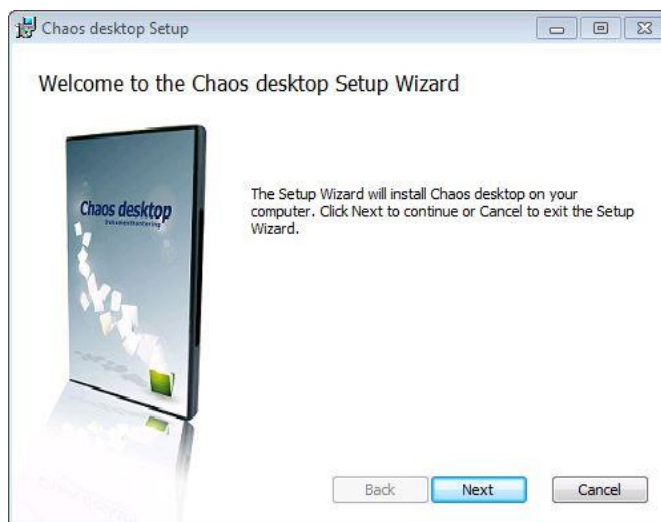 Chaos desktop Setup
Welcome to the Chaos desktop Setup Wizard
Chaos desktop
Dokumenthantering
The Setup Wizard will install Chaos desktop on your
computer. Click Next to continue or Cancel to exit the Setup
Wizard.
Back
Next
Cancel